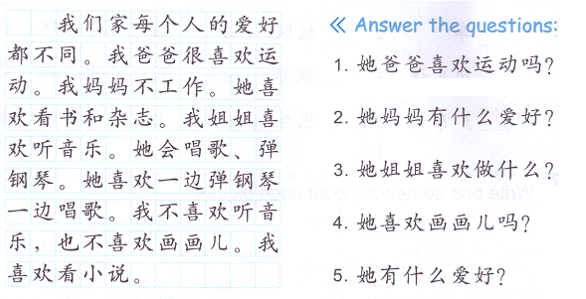 我们家每个人的爱好
都不同。我爸爸很喜欢运
动。我妈妈不工作。她喜
欢看书和杂志。我姐姐喜
欢听音乐。她会唱歌、弹
钢琴。她喜欢一边弹钢琴
一边唱歌。我不喜欢听音
乐，也不喜欢画画儿。我
喜欢看小说。
« Answer the questions:
1. 她爸爸喜欢运动吗?
2. 她妈妈有什么爱好?
3. 她姐姐喜欢做什么?
4. 她喜欢画画儿吗?
5. 她有什么爱好?